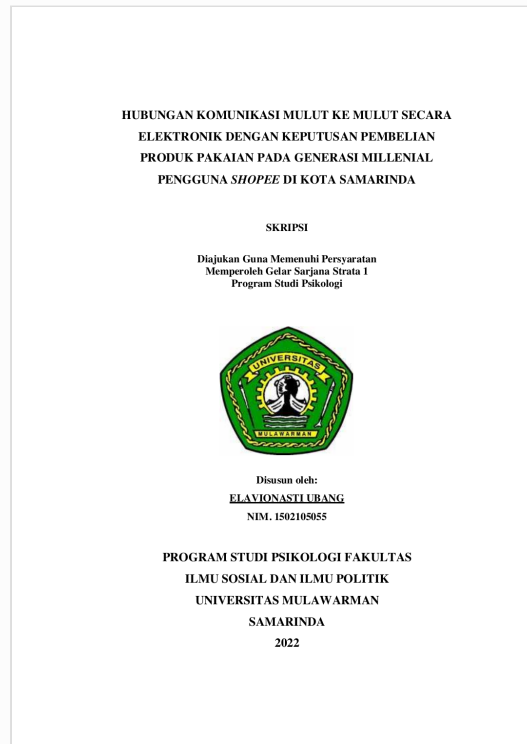 HUBUNGAN KOMUNIKASI MULUT KE MULUT SECARA
ELEKTRONIK DENGAN KEPUTUSAN PEMBELIAN
PRODUK PAKAIAN PADA GENERASI MILLENIAL
PENGGUNA SHOPEE DI KOTA SAMARINDA
SKRIPSI
Diajukan Guna Memenuhi Persyaratan
Memperoleh Gelar Sarjana Strata 1
Program Studi Psikologi
UNIVERSITAS
MULAWARMAN
Disusun oleh:
ELAVIONASTI UBANG
NIM. 1502105055
PROGRAM STUDI PSIKOLOGI FAKULTAS
ILMU SOSIAL DAN ILMU POLITIK
UNIVERSITAS MULAWARMAN
SAMARINDA
2022